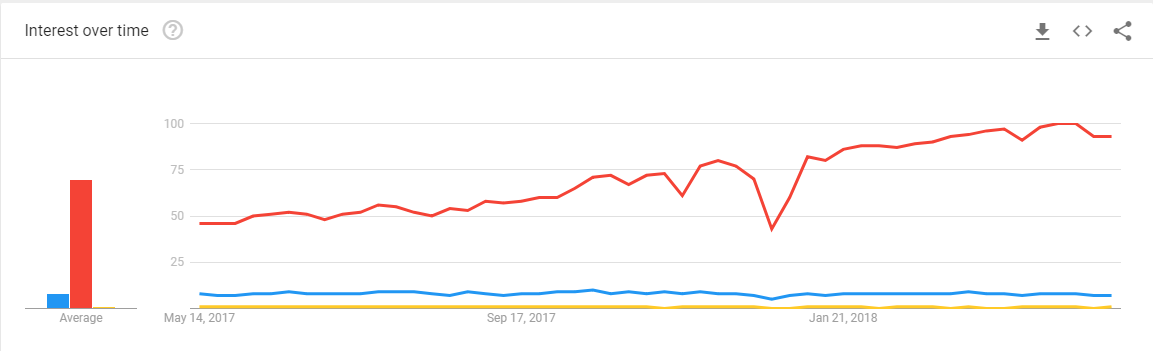 Interest over time ?
100
75
50
25
Average
May 14, 2017 Sep 17, 2017 Jan 21, 2018